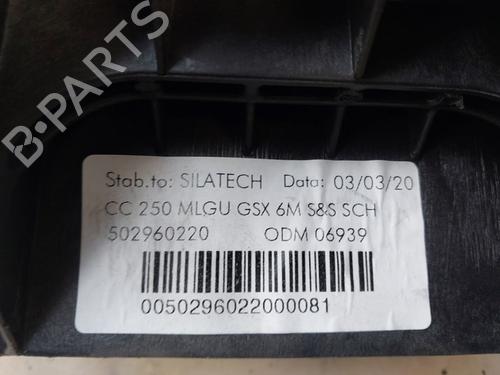 B-PARTS
Stab.to: SILATECH Data: 03/03/20
CC 250 MLGU GSX 6M S&S SCH
502960220 ODM 06939
0050296022000081